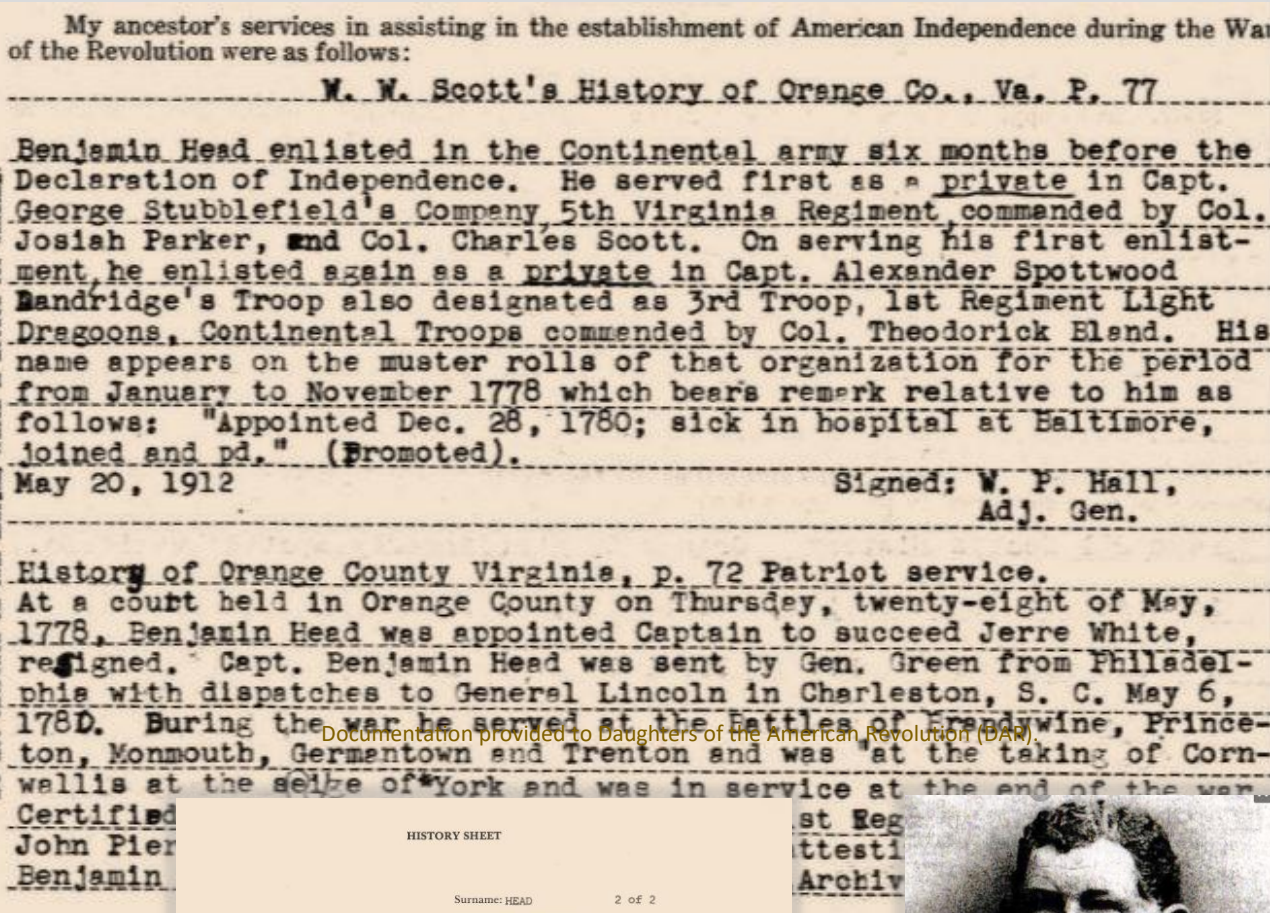 My ancestor's services in assisting in the establishment of American Independence during the War
of the Revolution were as follows:
W. W. Scott's History of Orange Co., Va. P. 77
Benjamin Head enlisted in the Continental army six months before the
Declaration of Independence. He served first as a private in Capt.
George Stubblefield's Company, 5th Virginia Regiment, commanded by Col.
Josiah Parker, and Col. Charles Scott. On serving his first enlist-
ment, he enlisted again as a private in Capt. Alexander Spottwood
Dandridge's Troop also designated as 3rd Troop, 1st Regiment Light
Dragoons, Continental Troops commended by Col. Theodorick Bland. His
name appears on the muster rolls of that organization for the period
from January to November 1778 which bears remark relative to him as
follows: "Appointed Dec. 28, 1780; sick in hospital at Baltimore,
joined and pd." (Promoted).
May 20, 1912 Signed: W. P. Hall,
Adj. Gen.
History of Orange County Virginia, p. 72 Patriot service.
At a court held in Orange County on Thursday, twenty-eight of May,
1778, Benjamin Head was appointed Captain to succeed Jerre White,
resigned. Capt. Benjamin Head was sent by Gen. Green from Philadel-
phia with dispatches to General Lincoln in Charleston, S. C. May 6,
1780. During the war he served at the Battles of Brandywine, Prince-
Documentation provided to Daughters of the American Revolution (DAR).
ton, Monmouth, Germantown and Trenton and was "at the taking of Corn-
wallis at the seige of York and was in service at the end of the war.
Certified st Reg
John Pier ttesti
Benjamin Archiv
HISTORY SHEET
Surname: HEAD 2 of 2